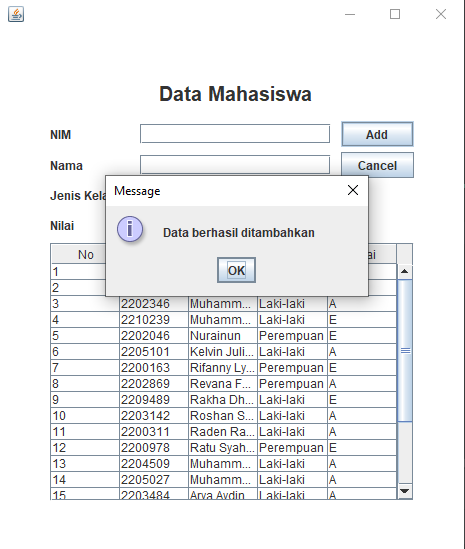 Data Mahasiswa
NIM
Add
Nama
Cancel
Message
Jenis Kela
Data berhasil ditambahkan
Nilai
OK
No ai
1
2
3 2202346 Muhamm... Laki-laki A
4 2210239 Muhamm... Laki-laki E
5 2202046 Nurainun Perempuan E
6 2205101 Kelvin Juli... Laki-laki A
7 2200163 Rifanny Ly... Perempuan E
8 2202869 Revana F... Perempuan A
9 2209489 Rakha Dh... Laki-laki E
10 2203142 Roshan S... Laki-laki A
11 2200311 Raden Ra... Laki-laki A
12 2200978 Ratu Syah... Perempuan E
13 2204509 Muhamm... Laki-laki A
14 2205027 Muhamm... Laki-laki A
15 2203484 Arya Aydin Laki-laki A